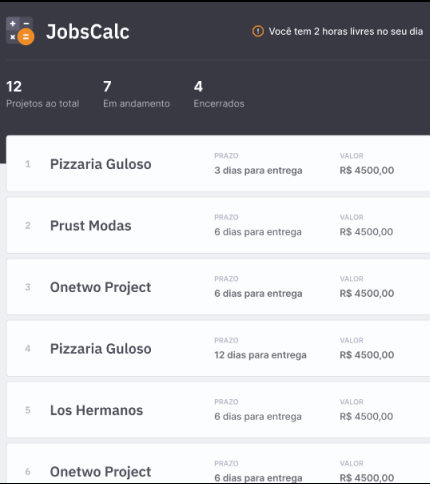 JobsCalc
Você tem 2 horas livres no seu dia
12
Projetos ao total
7
Em andamento
4
Encerrados
1
Pizzaria Guloso
PRAZO
3 dias para entrega
VALOR
R$ 4500,00
2
Prust Modas
PRAZO
6 dias para entrega
VALOR
R$ 4500,00
3
Onetwo Project
PRAZO
6 dias para entrega
VALOR
R$ 4500,00
4
Pizzaria Guloso
PRAZO
12 dias para entrega
VALOR
R$ 4500,00
5
Los Hermanos
PRAZO
6 dias para entrega
VALOR
R$ 4500,00
6
Onetwo Project
PRAZO
6 dias para entrega
VALOR
R$ 4500,00